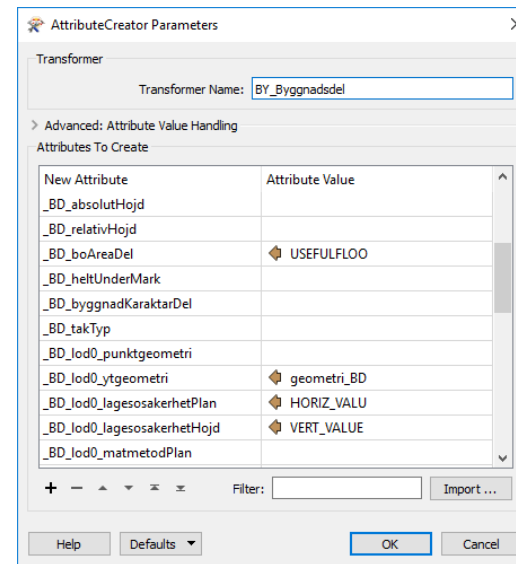 AttributeCreator Parameters
Transformer
Transformer Name: BY_Byggnadsdel
Advanced: Attribute Value Handling
Attributes To Create
New Attribute Attribute Value
_BD_absolutHojd
_BD_relativHojd
_BD_boAreaDel USEFULFLOO
_BD_heltUnderMark
_BD_byggnadKaraktarDel
_BD_takTyp
_BD_lod0_punktgeometri
_BD_lod0_ytgeometri geometri_BD
_BD_lod0_lagesosakerhetPlan HORIZ_VALU
_BD_lod0_lagesosakerhetHojd VERT_VALUE
_BD_lod0_matmetodPlan
Filter: Import ...
Help Defaults OK Cancel